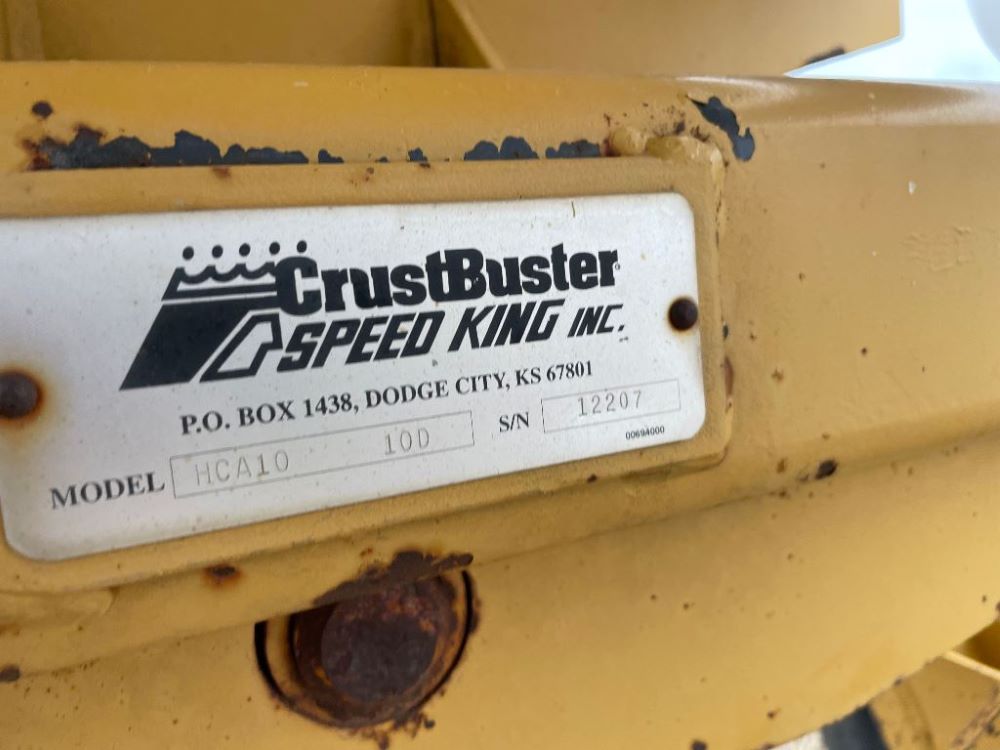 CrustBuster
SPEED KING INC.
P.O. BOX 1438, DODGE CITY, KS 67801
MODEL HCA10 10D S/N 12207
00694000